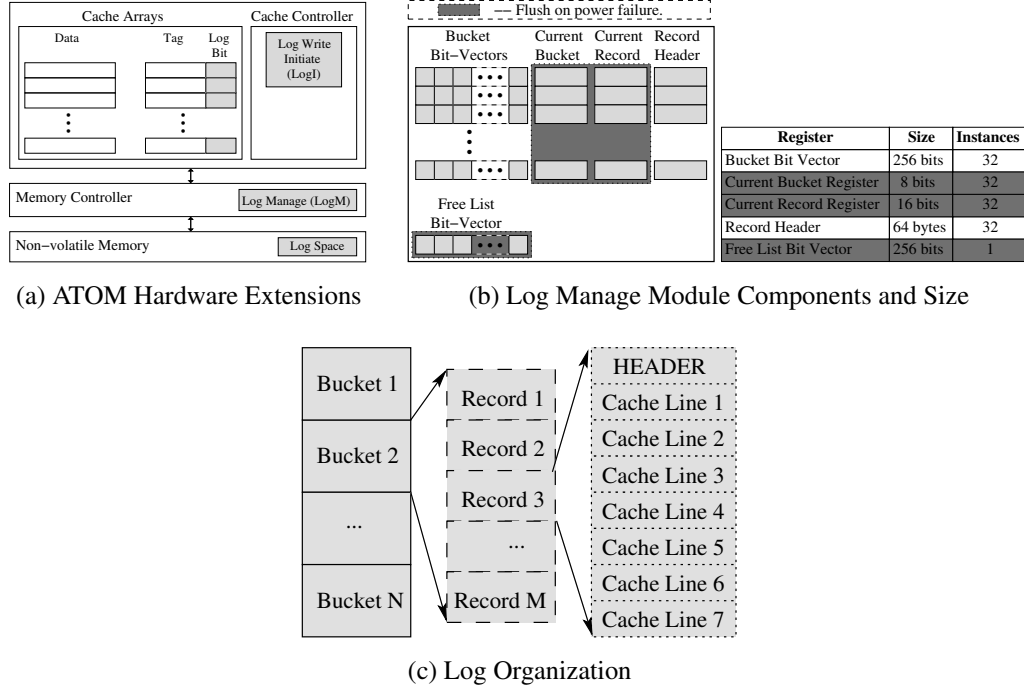 Cache Arrays
Cache Controller
Data
Tag
Log
Bit
Log Write
Initiate
(LogI)
Memory Controller
Log Manage (LogM)
Non−volatile Memory
Log Space
(a) ATOM Hardware Extensions
−− Flush on power failure.
Bucket
Bit−Vectors
Current
Bucket
Current
Record
Record
Header
Free List
Bit−Vector
Register Size Instances
Bucket Bit Vector 256 bits 32
Current Bucket Register 8 bits 32
Current Record Register 16 bits 32
Record Header 64 bytes 32
Free List Bit Vector 256 bits 1
(b) Log Manage Module Components and Size
Bucket 1
Bucket 2
...
Bucket N
Record 1
Record 2
Record 3
...
Record M
HEADER
Cache Line 1
Cache Line 2
Cache Line 3
Cache Line 4
Cache Line 5
Cache Line 6
Cache Line 7
(c) Log Organization